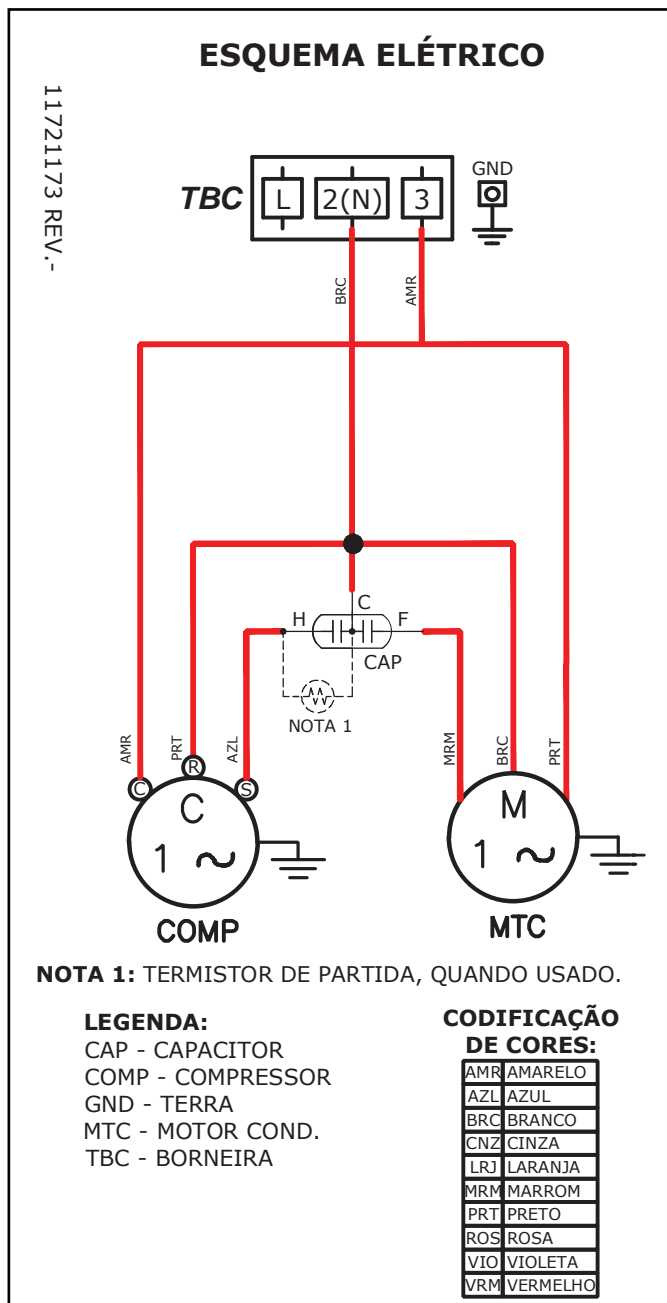 ESQUEMA ELÉTRICO
11721173 REV.-
TBC
L
2(N)
3
GND
BRC
AMR
H
C
F
CAP
NOTA 1
AMR
PRT
AZL
MRM
BRC
PRT
C
R
S
C
1 ~
COMP
M
1 ~
MTC
NOTA 1: TERMISTOR DE PARTIDA, QUANDO USADO.
LEGENDA:
CAP - CAPACITOR
COMP - COMPRESSOR
GND - TERRA
MTC - MOTOR COND.
TBC - BORNEIRA
CODIFICAÇÃO
DE CORES:
AMR AMARELO
AZL AZUL
BRC BRANCO
CNZ CINZA
LRJ LARANJA
MRM MARROM
PRT PRETO
ROS ROSA
VIO VIOLETA
VRM VERMELHO